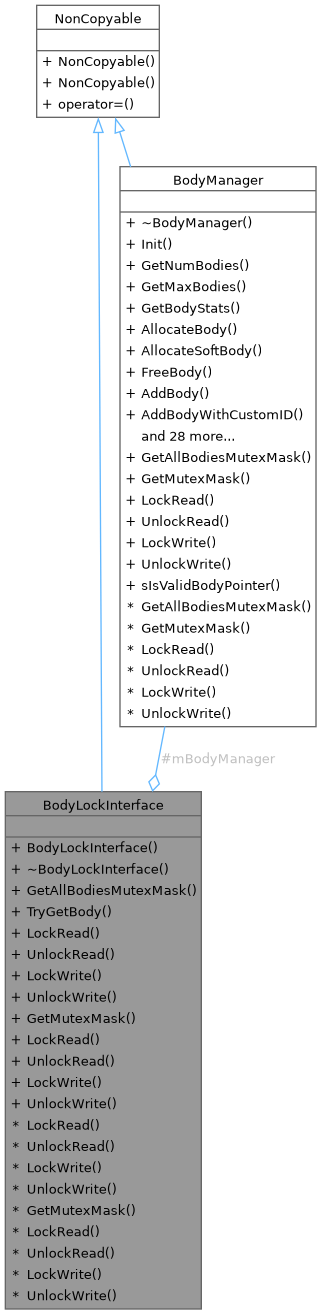 NonCopyable
+ NonCopyable()
+ NonCopyable()
+ operator=()
BodyManager
+ ~BodyManager()
+ Init()
+ GetNumBodies()
+ GetMaxBodies()
+ GetBodyStats()
+ AllocateBody()
+ AllocateSoftBody()
+ FreeBody()
+ AddBody()
+ AddBodyWithCustomID()
and 28 more...
+ GetAllBodiesMutexMask()
+ GetMutexMask()
+ LockRead()
+ UnlockRead()
+ LockWrite()
+ UnlockWrite()
+ sIsValidBodyPointer()
* GetAllBodiesMutexMask()
* GetMutexMask()
* LockRead()
* UnlockRead()
* LockWrite()
* UnlockWrite()
#mBodyManager
BodyLockInterface
+ BodyLockInterface()
+ ~BodyLockInterface()
+ GetAllBodiesMutexMask()
+ TryGetBody()
+ LockRead()
+ UnlockRead()
+ LockWrite()
+ UnlockWrite()
+ GetMutexMask()
+ LockRead()
+ UnlockRead()
+ LockWrite()
+ UnlockWrite()
* LockRead()
* UnlockRead()
* LockWrite()
* UnlockWrite()
* GetMutexMask()
* LockRead()
* UnlockRead()
* LockWrite()
* UnlockWrite()